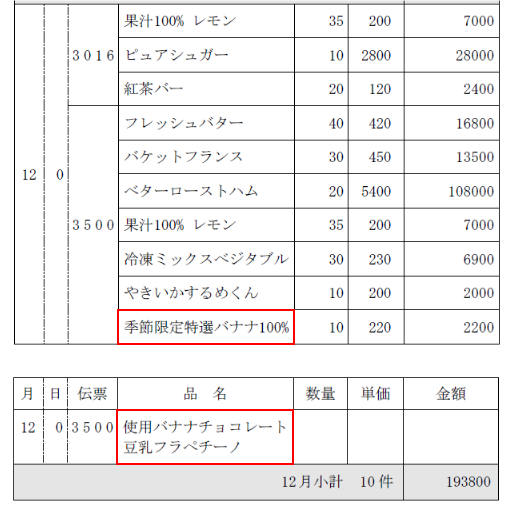 果汁100% レモン 35 200 7000
3016 ピュアシュガー 10 2800 28000
紅茶バー 20 120 2400
フレッシュバター 40 420 16800
バケットフランス 30 450 13500
12 0 ベターローストハム 20 5400 108000
3500 果汁100% レモン 35 200 7000
冷凍ミックスベジタブル 30 230 6900
やきいかするめくん 10 200 2000
季節限定特選バナナ100% 10 220 2200
月 日 伝票 品 名 数量 単価 金額
12 0 3500 使用バナナチョコレート
豆乳フラペチーノ
12月小計 10件 193800